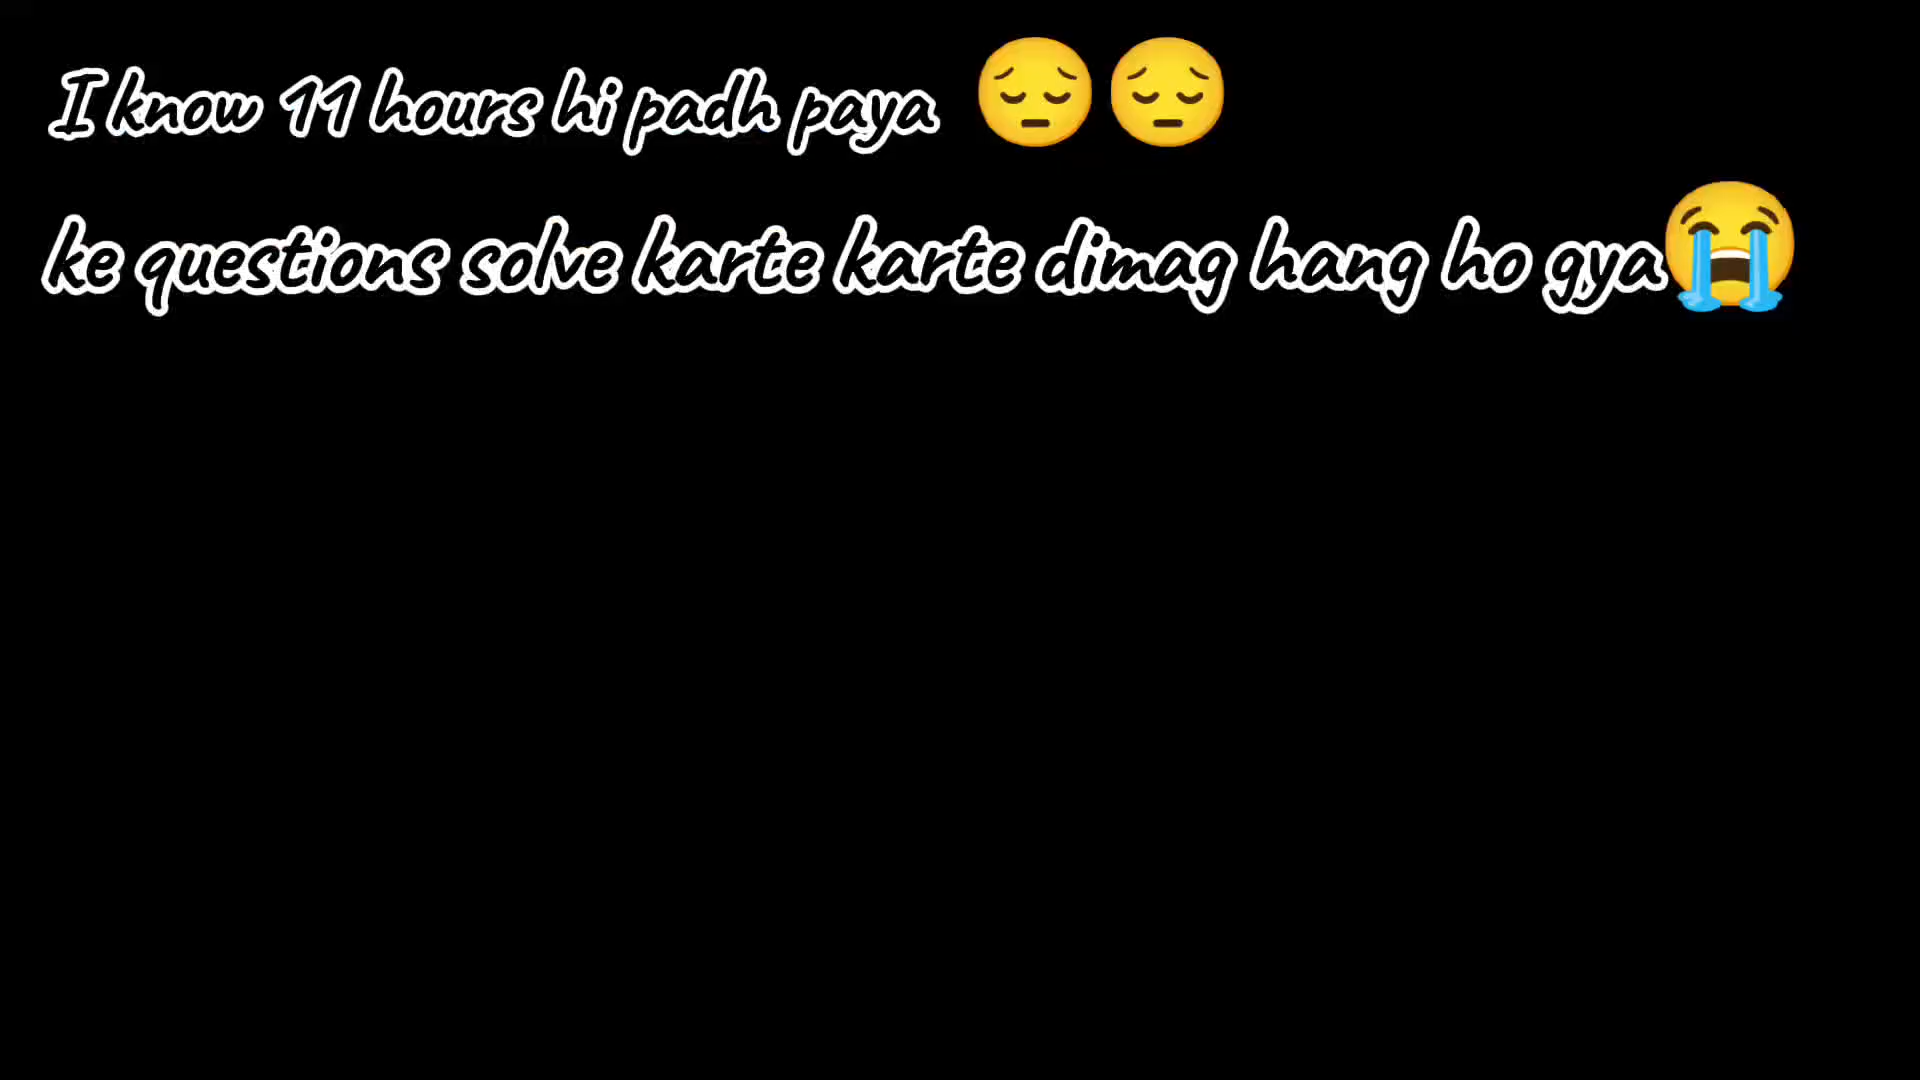 I know 11 hours hi padh paya 😔😔
ke questions solve karte karte dimag hang ho gya😭